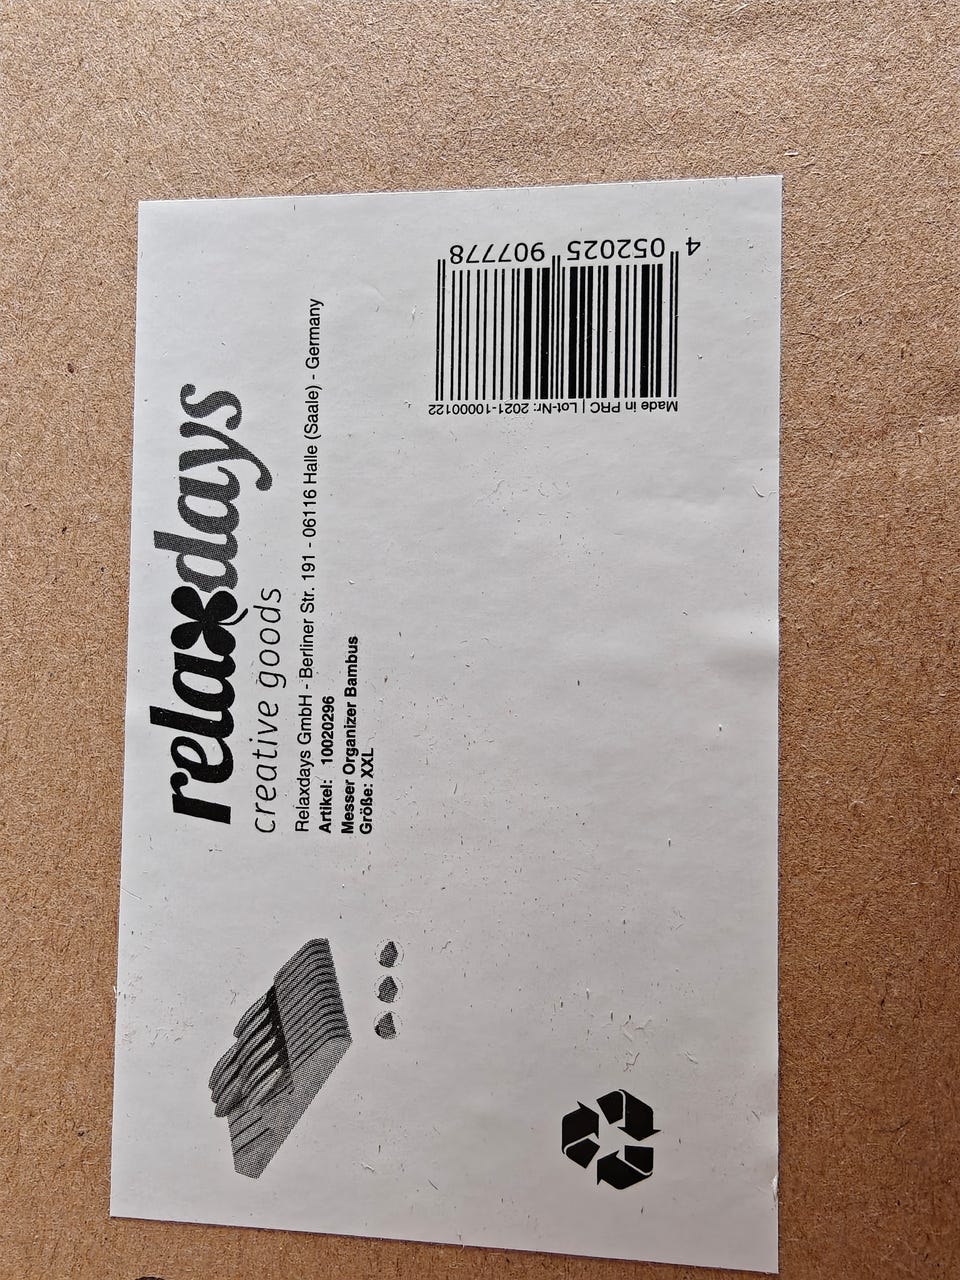 relaxdays
creative goods
Relaxdays GmbH - Berliner Str. 191 - 06116 Halle (Saale) - Germany
Artikel: 10020296
Messer Organizer Bambus
Größe: XXL
Made in PRC | Lot-Nr: 2021-10000122
4 052025 907778